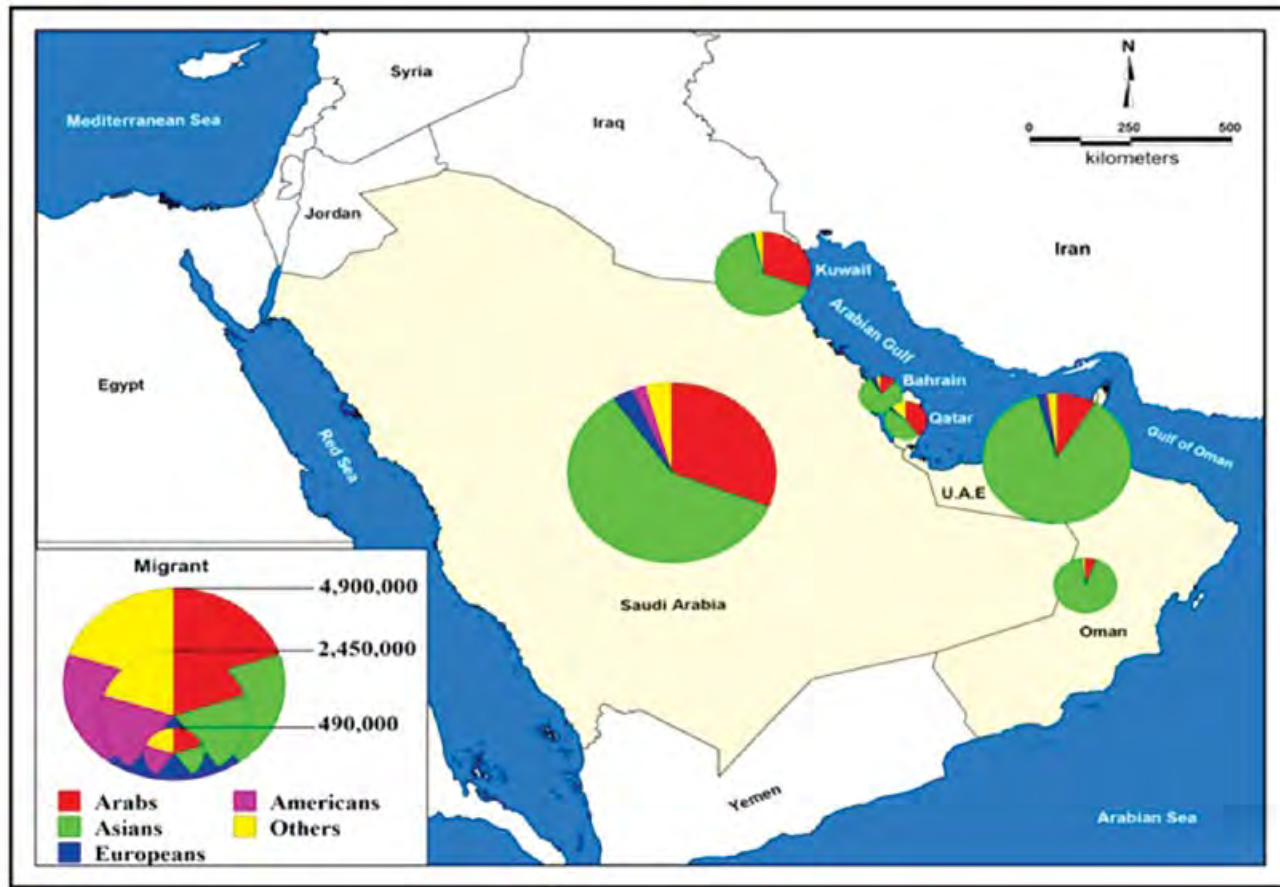 Syria
N
Mediterranean Sea
Iraq
0 250 500
kilometers
Jordan
Iran
Kuwait
Arabian Gulf
Egypt
Bahrain
Red Sea
Qatar
Gulf of Oman
U.A.E
Migrant
4,900,000
Saudi Arabia
Oman
2,450,000
490,000
Yemen
Arabs
Americans
Asians
Others
Europeans
Arabian Sea